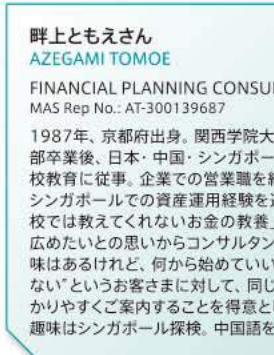 畔上ともえさん
AZEGAMI TOMOE
FINANCIAL PLANNING CONSU
MAS Rep No.: AT-300139687
1987年、京都府出身。関西学院大
部卒業後、日本・中国・シンガポー
校教育に従事。企業での営業職を
シンガポールでの資産運用経験を
校では教えてくれないお金の教養」
広めたいとの思いからコンサルタン
味はあるけれど、何から始めていい
ない”というお客さまに対して、同じ
かりやすくご案内することを得意と
趣味はシンガポール探検。中国語を